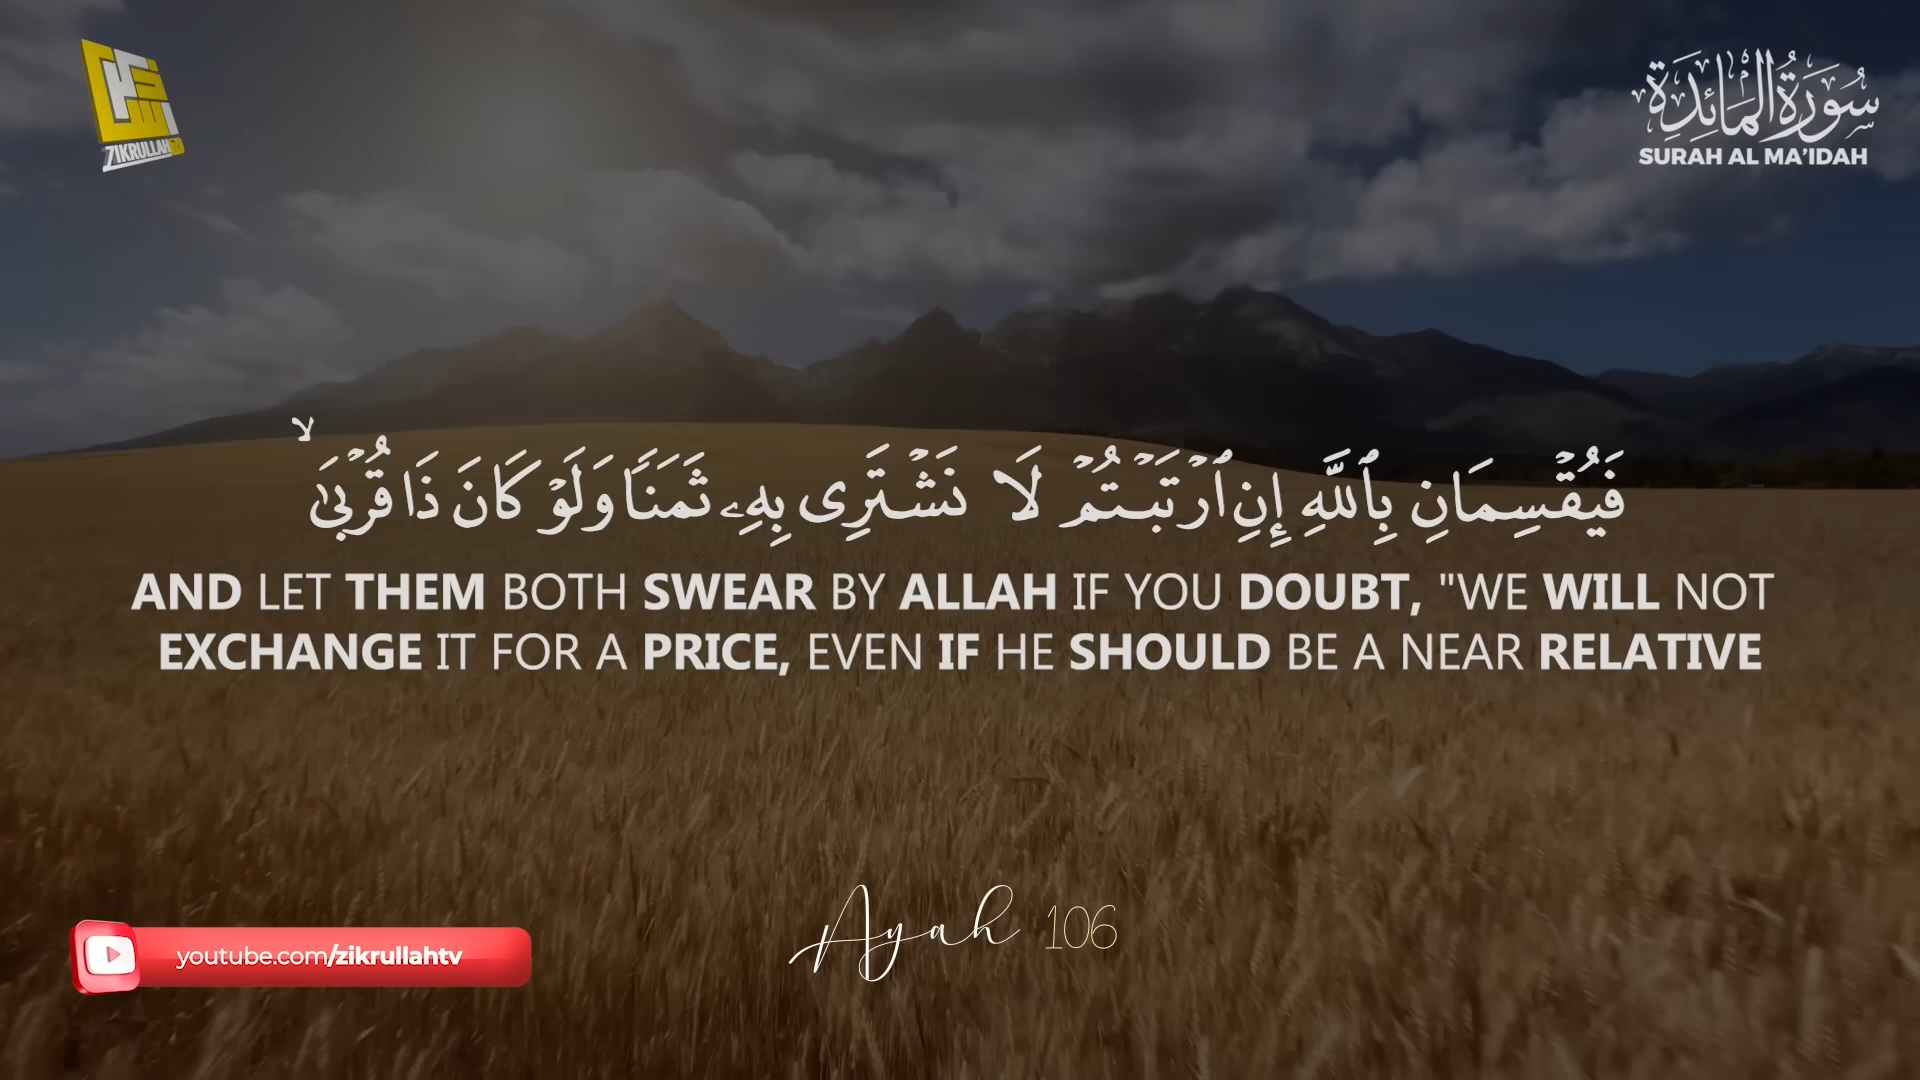 ZIKRULLAH
سُورَةُ المَائِدَةِ
SURAH AL MA'IDAH
فَيُقۡسِمَانِ بِٱللَّهِ إِنِ ٱرۡتَبۡتُمۡ لَا نَشۡتَرِى بِهِۦ ثَمَنًا وَلَوۡ كَانَ ذَا قُرۡبَىٰۙ
AND LET THEM BOTH SWEAR BY ALLAH IF YOU DOUBT, "WE WILL NOT
EXCHANGE IT FOR A PRICE, EVEN IF HE SHOULD BE A NEAR RELATIVE
Ayah 106
youtube.com/zikrullahtv